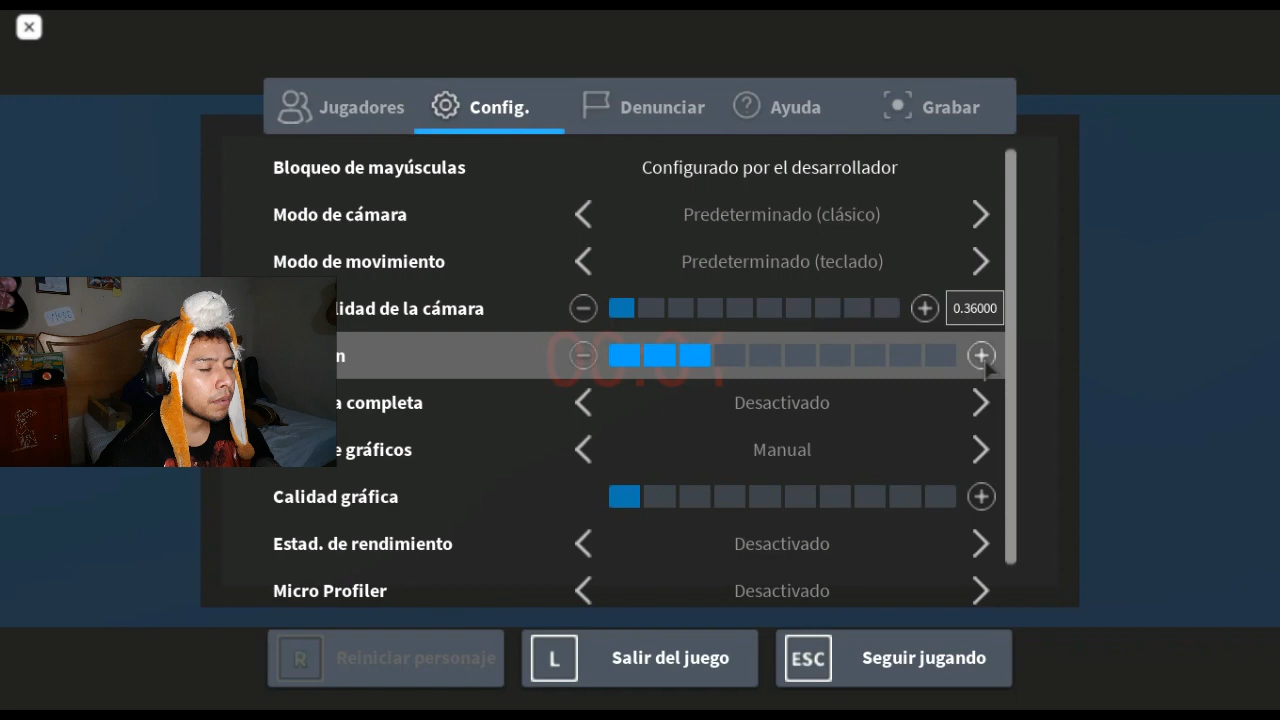 Jugadores
Config.
Denunciar
Ayuda
Grabar
Bloqueo de mayúsculas
Configurado por el desarrollador
Modo de cámara
Predeterminado (clásico)
Modo de movimiento
Predeterminado (teclado)
lidad de la cámara
0.36000
n
a completa
Desactivado
e gráficos
Manual
Calidad gráfica
Estad. de rendimiento
Desactivado
Micro Profiler
Desactivado
R Reiniciar personaje
L Salir del juego
ESC Seguir jugando